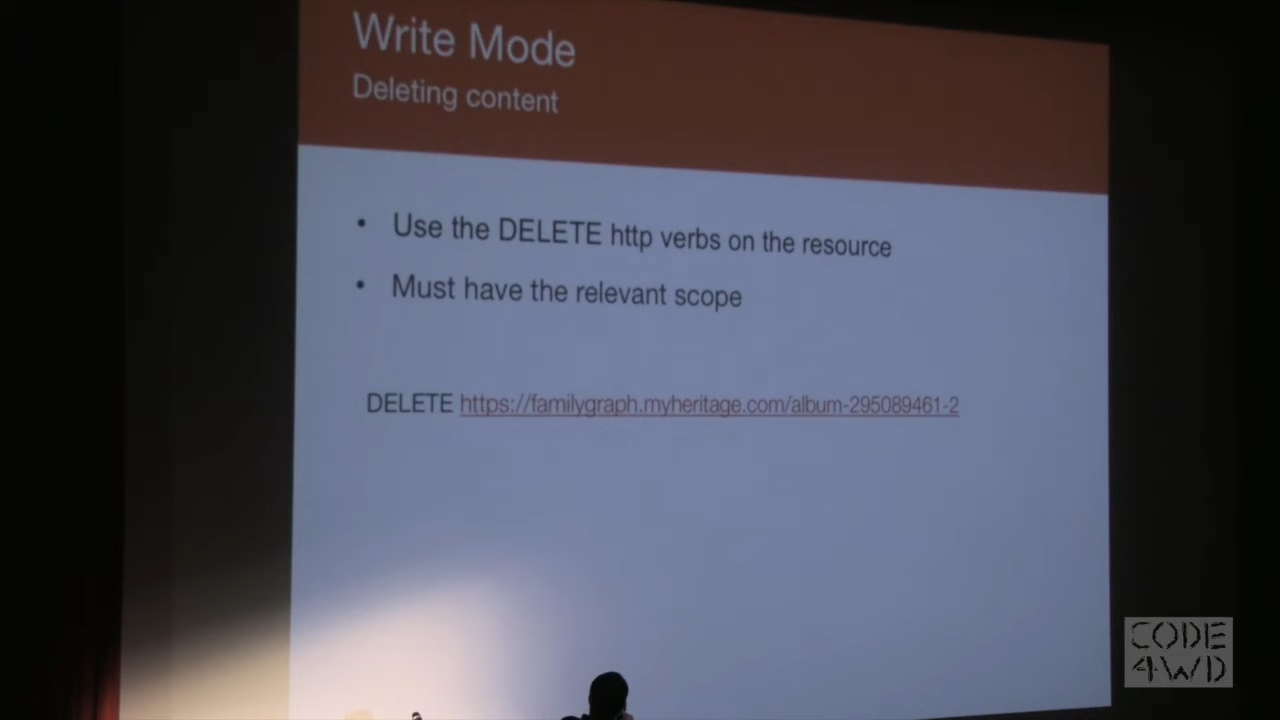 Write Mode
Deleting content
• Use the DELETE http verbs on the resource
• Must have the relevant scope
DELETE https://familygraph.myheritage.com/album-295089461-2
CODE
4WD